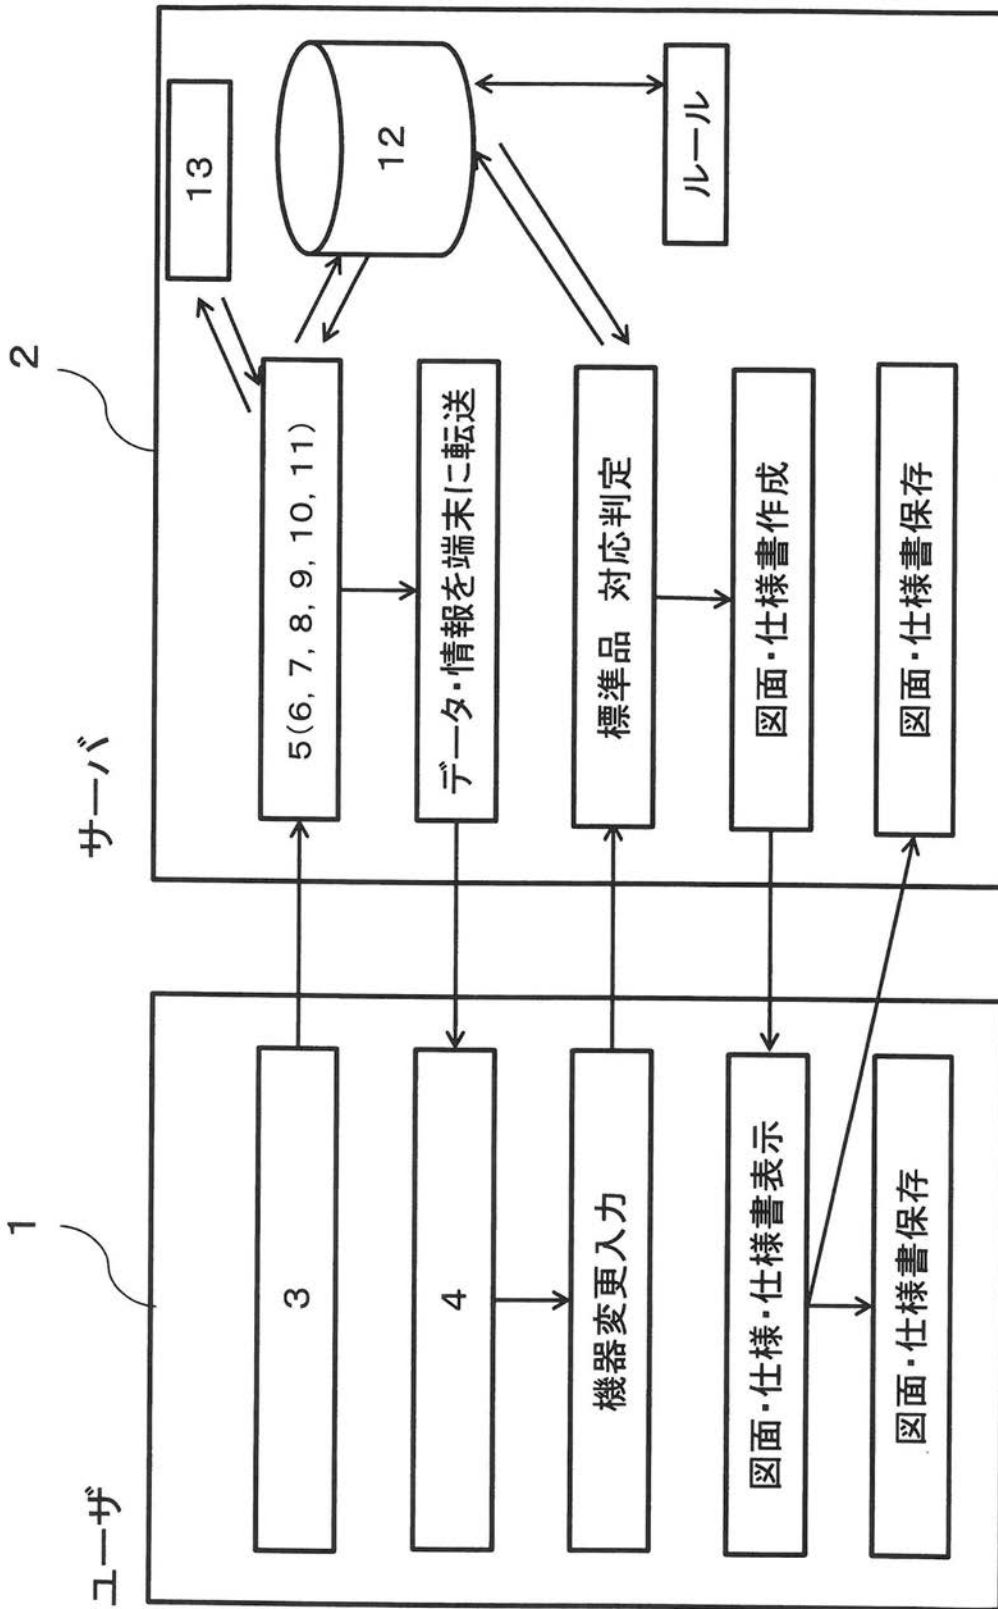 ユーザ
1
3
4
機器変更入力
図面・仕様・仕様書表示
図面・仕様書保存
サーバ
2
5(6, 7, 8, 9, 10, 11)
データ・情報を端末に転送
標準品 対応判定
図面・仕様書作成
図面・仕様書保存
13
12
ルール